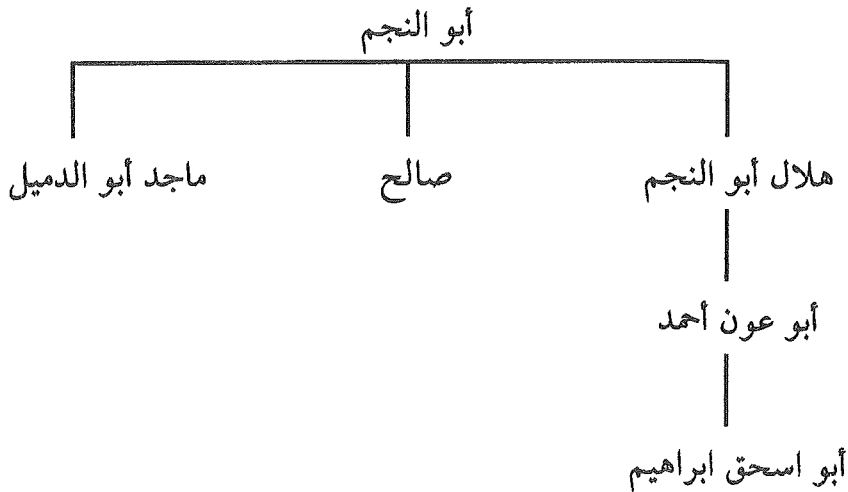 أبو النجم
هلال أبو النجم
صالح
ماجد أبو الدميل
أبو عون أحمد
أبو اسحق ابراهيم